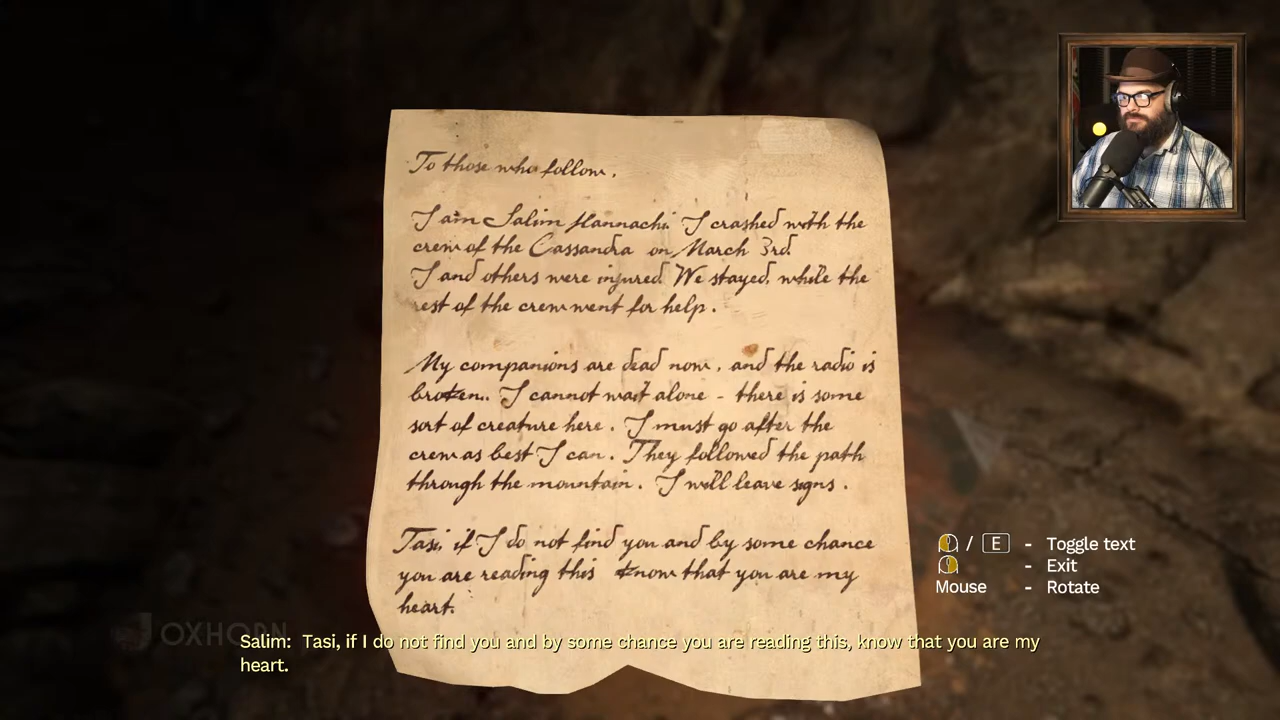 To those who follow,
I am Salim Hannachi. I crashed with the
crew of the Cassandra on March 3rd.
I and others were injured. We stayed, while the
rest of the crew went for help.
My companions are dead now, and the radio is
broken. I cannot wait alone - there is some
sort of creature here. I must go after the
crew as best I can. They followed the path
through the mountain. I will leave signs.
Tasi, if I do not find you and by some chance
you are reading this know that you are my
heart.
/ E - Toggle text
- Exit
Mouse - Rotate
OXHORN
Salim: Tasi, if I do not find you and by some chance you are reading this, know that you are my
heart.